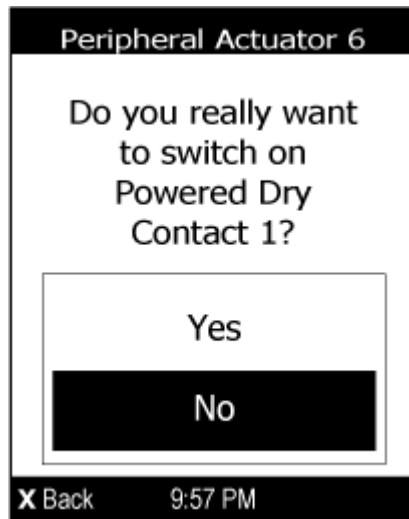 Peripheral Actuator 6
Do you really want
to switch on
Powered Dry
Contact 1?
Yes
No
X Back 9:57 PM